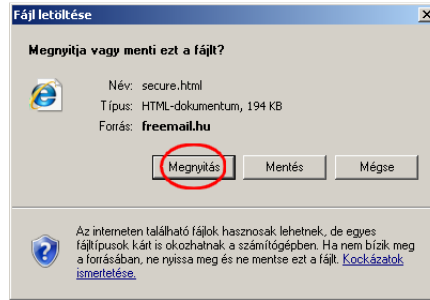 Fájl letöltése
Megnyitja vagy menti ezt a fájlt?
Név: secure.html
Típus: HTML-dokumentum, 194 KB
Forrás: freemail.hu
Megnyitás Mentés Mégse
Az interneten található fájlok hasznosak lehetnek, de egyes
fájltípusok kárt is okozhatnak a számítógépben. Ha nem bízik meg
a forrásában, ne nyissa meg és ne mentse ezt a fájlt. Kockázatok
ismertetése.